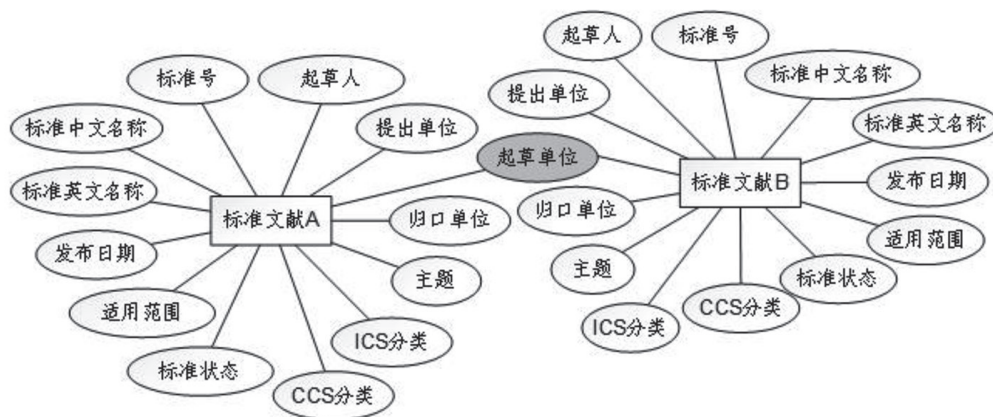 起草人
标准号
标准号
起草人
标准中文名称
提出单位
标准中文名称
提出单位
标准英文名称
起草单位
标准英文名称
标准文献A
标准文献B
发布日期
归口单位
归口单位
发布日期
适用范围
主题
主题
标准状态
适用范围
CCS分类
ICS分类
ICS分类
标准状态
CCS分类